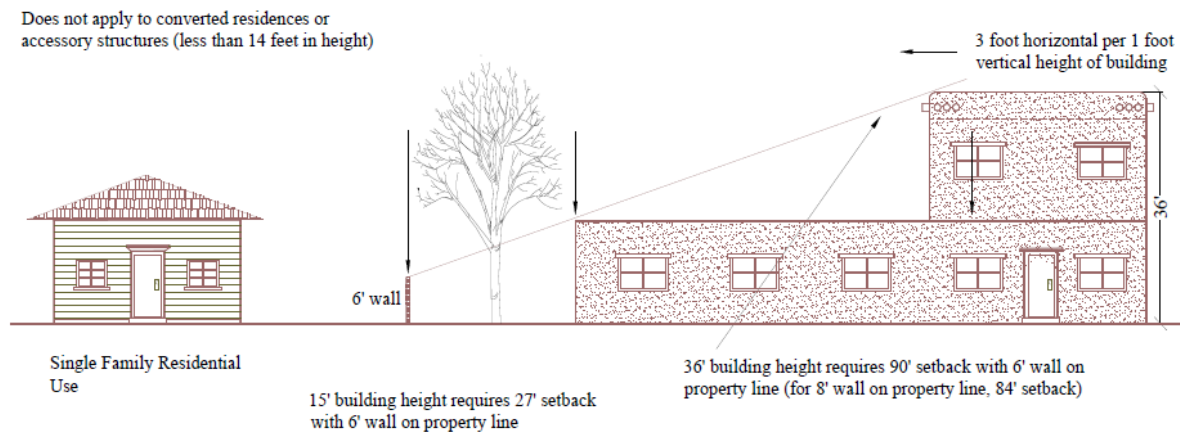 Does not apply to converted residences or
accessory structures (less than 14 feet in height)
3 foot horizontal per 1 foot
vertical height of building
36'
6' wall
Single Family Residential
Use
15' building height requires 27' setback
with 6' wall on property line
36' building height requires 90' setback with 6' wall on
property line (for 8' wall on property line, 84' setback)